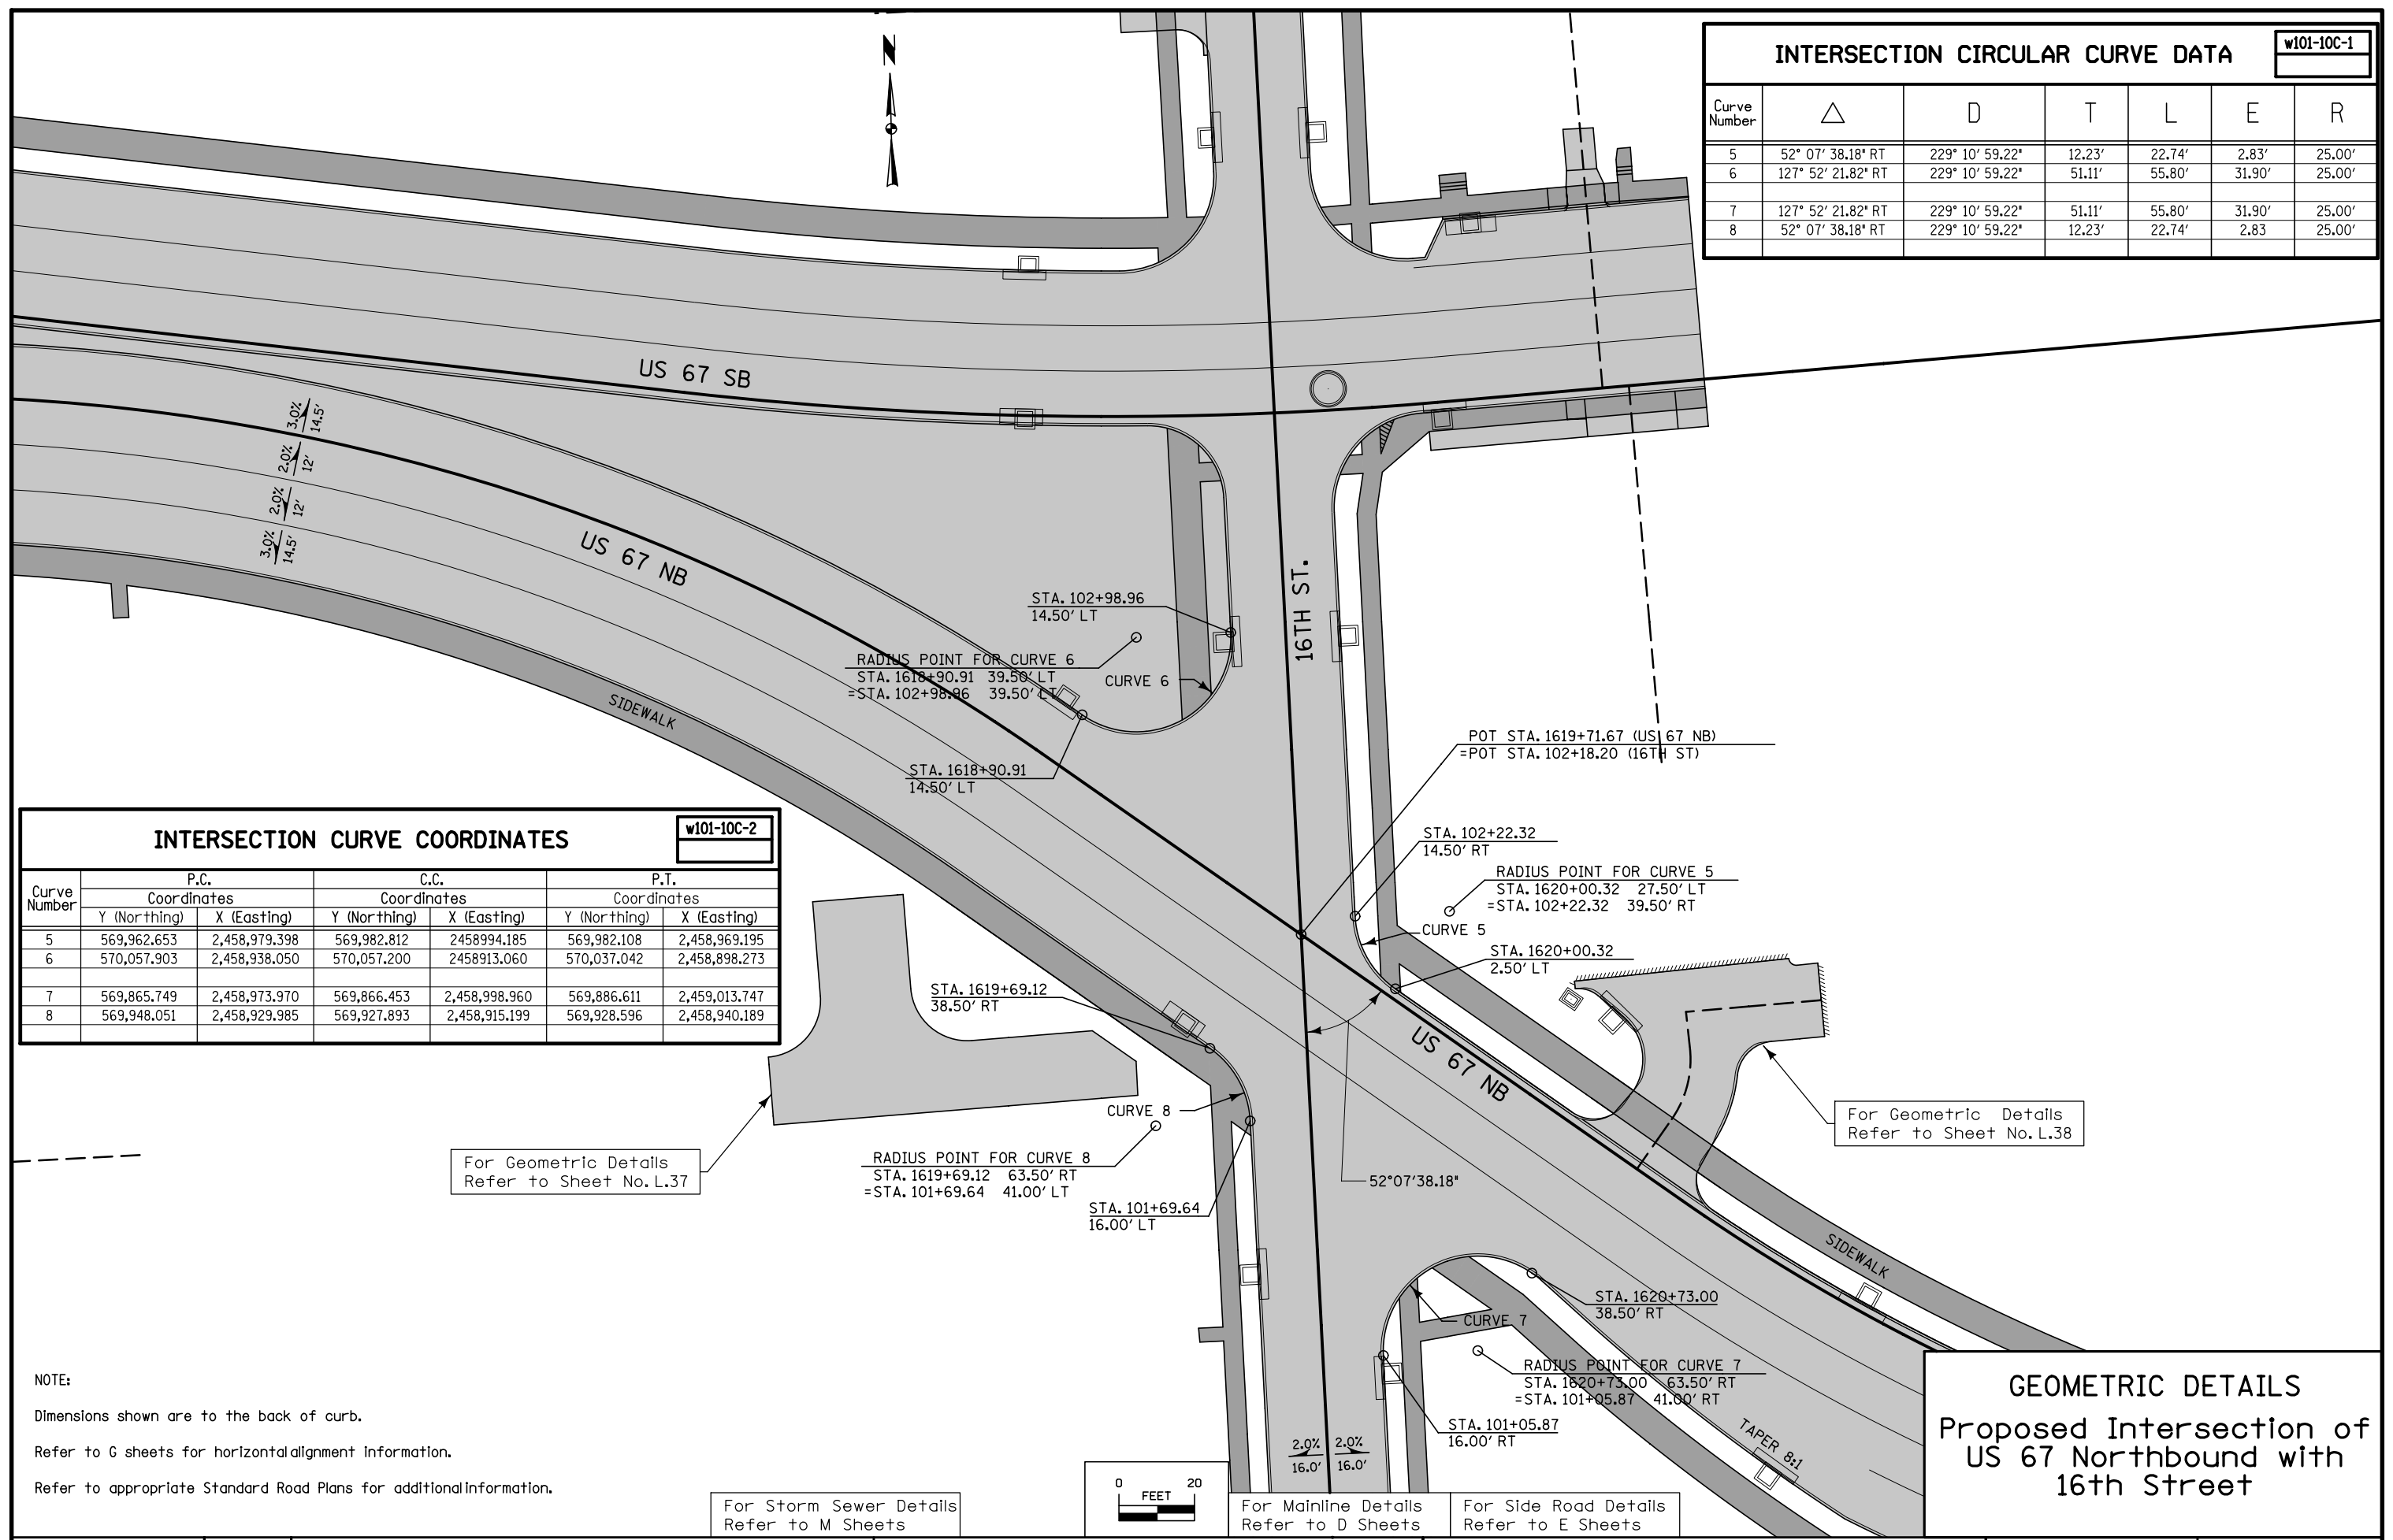 N
INTERSECTION CIRCULAR CURVE DATA
w101-10C-1
Curve Number △ D T L E R
5 52° 07' 38.18" RT 229° 10' 59.22" 12.23' 22.74' 2.83' 25.00'
6 127° 52' 21.82" RT 229° 10' 59.22" 51.11' 55.80' 31.90' 25.00'
7 127° 52' 21.82" RT 229° 10' 59.22" 51.11' 55.80' 31.90' 25.00'
8 52° 07' 38.18" RT 229° 10' 59.22" 12.23' 22.74' 2.83 25.00'
US 67 SB
3.0%
14.5'
2.0%
12'
2.0%
12'
3.0%
14.5'
US 67 NB
16TH ST.
STA. 102+98.96
14.50' LT
RADIUS POINT FOR CURVE 6
STA. 1618+90.91 39.50' LT
=STA. 102+98.96 39.50' LT
CURVE 6
SIDEWALK
STA. 1618+90.91
14.50' LT
POT STA. 1619+71.67 (US 67 NB)
=POT STA. 102+18.20 (16TH ST)
STA. 102+22.32
14.50' RT
RADIUS POINT FOR CURVE 5
STA. 1620+00.32 27.50' LT
=STA. 102+22.32 39.50' RT
CURVE 5
STA. 1620+00.32
2.50' LT
INTERSECTION CURVE COORDINATES
w101-10C-2
Curve Number
P.C. C.C. P.T.
Coordinates Coordinates Coordinates
Y (Northing) X (Easting) Y (Northing) X (Easting) Y (Northing) X (Easting)
5 569,962.653 2,458,979.398 569,982.812 2458994.185 569,982.108 2,458,969.195
6 570,057.903 2,458,938.050 570,057.200 2458913.060 570,037.042 2,458,898.273
7 569,865.749 2,458,973.970 569,866.453 2,458,998.960 569,886.611 2,459,013.747
8 569,948.051 2,458,929.985 569,927.893 2,458,915.199 569,928.596 2,458,940.189
STA. 1619+69.12
38.50' RT
US 67 NB
CURVE 8
For Geometric Details
Refer to Sheet No. L.38
For Geometric Details
Refer to Sheet No. L.37
RADIUS POINT FOR CURVE 8
STA. 1619+69.12 63.50' RT
=STA. 101+69.64 41.00' LT
52°07'38.18"
STA. 101+69.64
16.00' LT
SIDEWALK
STA. 1620+73.00
38.50' RT
CURVE 7
RADIUS POINT FOR CURVE 7
STA. 1620+73.00 63.50' RT
=STA. 101+05.87 41.00' RT
STA. 101+05.87
16.00' RT
TAPER 8:1
2.0% 2.0%
16.0' 16.0'
NOTE:
Dimensions shown are to the back of curb.
Refer to G sheets for horizontal alignment information.
Refer to appropriate Standard Road Plans for additional information.
GEOMETRIC DETAILS
Proposed Intersection of
US 67 Northbound with
16th Street
0 20
FEET
For Storm Sewer Details
Refer to M Sheets
For Mainline Details
Refer to D Sheets
For Side Road Details
Refer to E Sheets